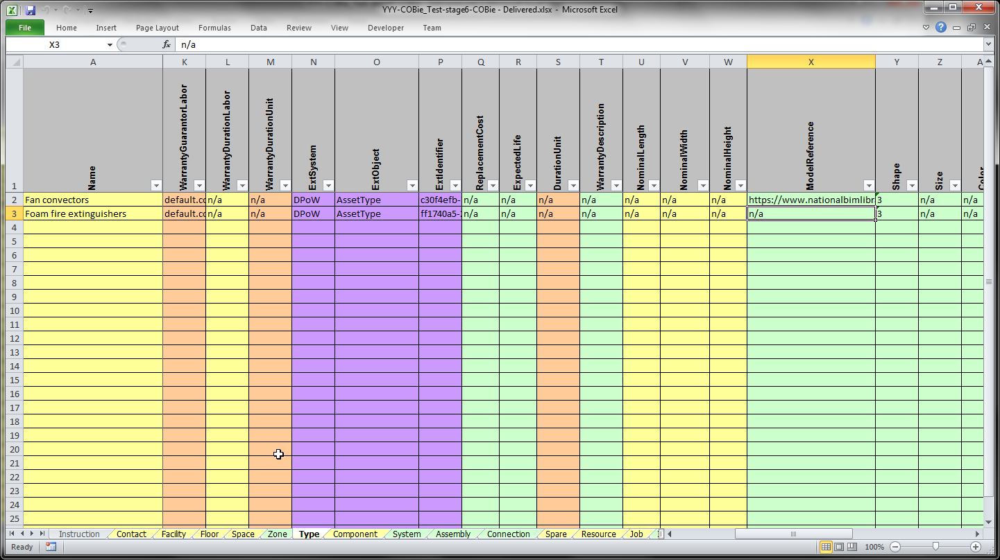 YYY-COBie_Test-stage6-COBie - Delivered.xlsx - Microsoft Excel
File Home Insert Page Layout Formulas Data Review View Developer Team
X3 fx n/a
A K L M N O P Q R S T U V W X Y Z A
1 Name WarrantyGuarantorLabor WarrantyDurationLabor WarrantyDurationUnit ExtSystem ExtObject ExtIdentifier ReplacementCost ExpectedLife DurationUnit WarrantyDescription NominalLength NominalWidth NominalHeight ModelReference Shape Size Color
2 Fan convectors default.co n/a n/a DPoW AssetType c30f4efb- n/a n/a n/a n/a n/a n/a n/a https://www.nationalbimlibr 3 n/a n/a
3 Foam fire extinguishers default.co n/a n/a DPoW AssetType ff1740a5- n/a n/a n/a n/a n/a n/a n/a n/a 3 n/a n/a
4
5
6
7
8
9
10
11
12
13
14
15
16
17
18
19
20
21
22
23
24
25
Instruction Contact Facility Floor Space Zone Type Component System Assembly Connection Spare Resource Job
Ready 100%